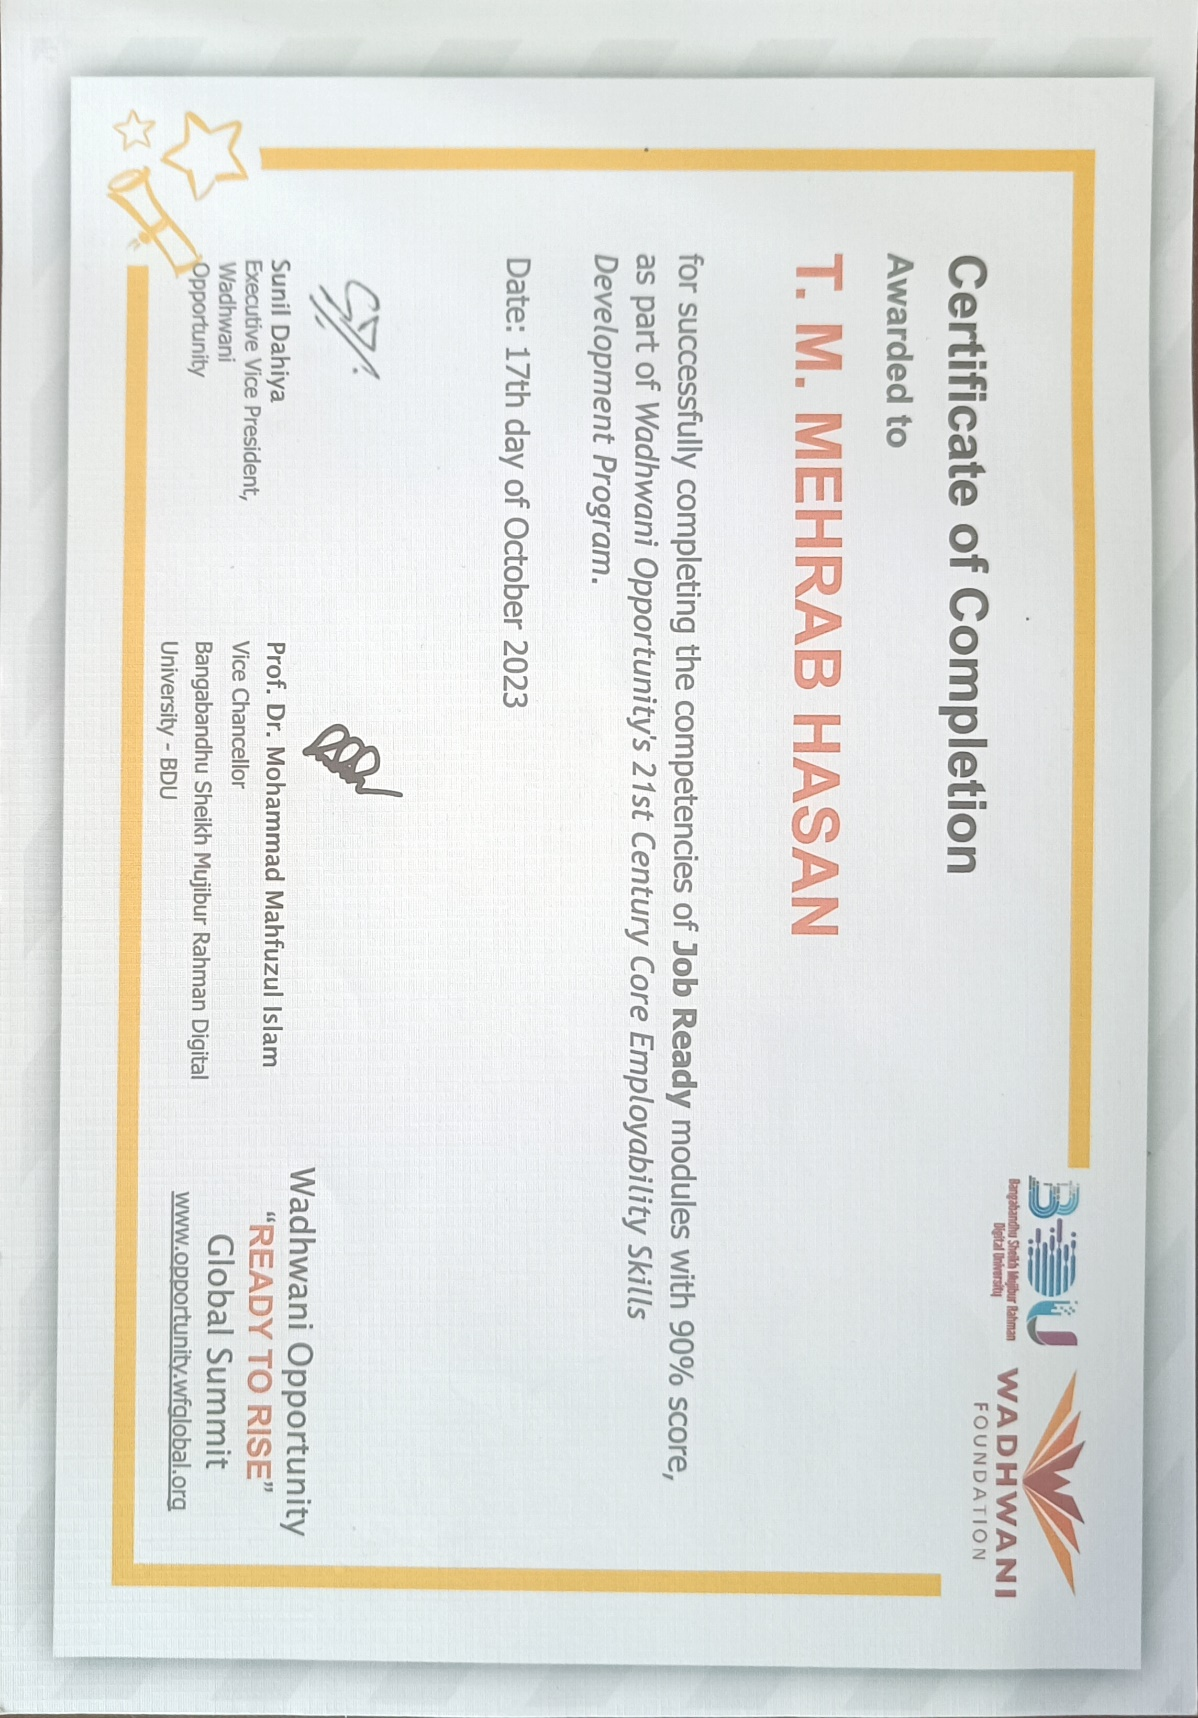 BDU
Bangabandhu Sheikh Mujibur Rahman
Digital University
WADHWANI
FOUNDATION
Certificate of Completion
Awarded to
T. M. MEHRAB HASAN
for successfully completing the competencies of Job Ready modules with 90% score,
as part of Wadhwani Opportunity's 21st Century Core Employability Skills
Development Program.
Date: 17th day of October 2023
Sunil Dahiya
Executive Vice President,
Wadhwani
Opportunity
Prof. Dr. Mohammad Mahfuzul Islam
Vice Chancellor
Bangabandhu Sheikh Mujibur Rahman Digital
University - BDU
Wadhwani Opportunity
“READY TO RISE”
Global Summit
www.opportunity.wfglobal.org